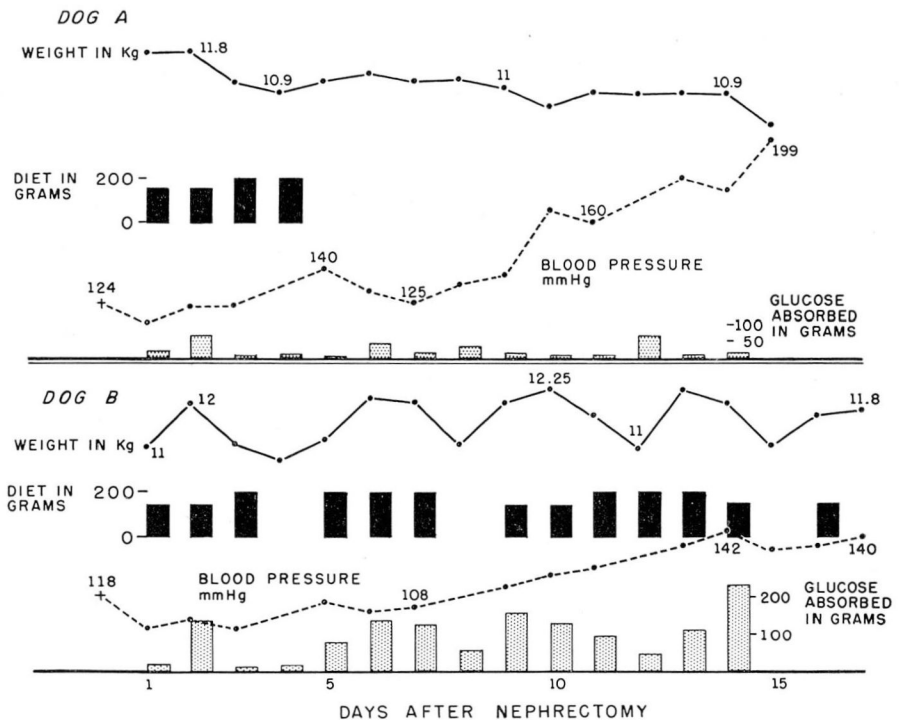 DOG A
WEIGHT IN Kg
11.8
10.9
11
10.9
199
DIET IN GRAMS
200
0
124
140
125
160
BLOOD PRESSURE
mmHg
GLUCOSE
ABSORBED
IN GRAMS
100
50
DOG B
WEIGHT IN Kg
11
12
12.25
11
11.8
DIET IN GRAMS
200
0
118
BLOOD PRESSURE
mmHg
108
142
140
GLUCOSE
ABSORBED
IN GRAMS
200
100
1
5
10
15
DAYS AFTER NEPHRECTOMY